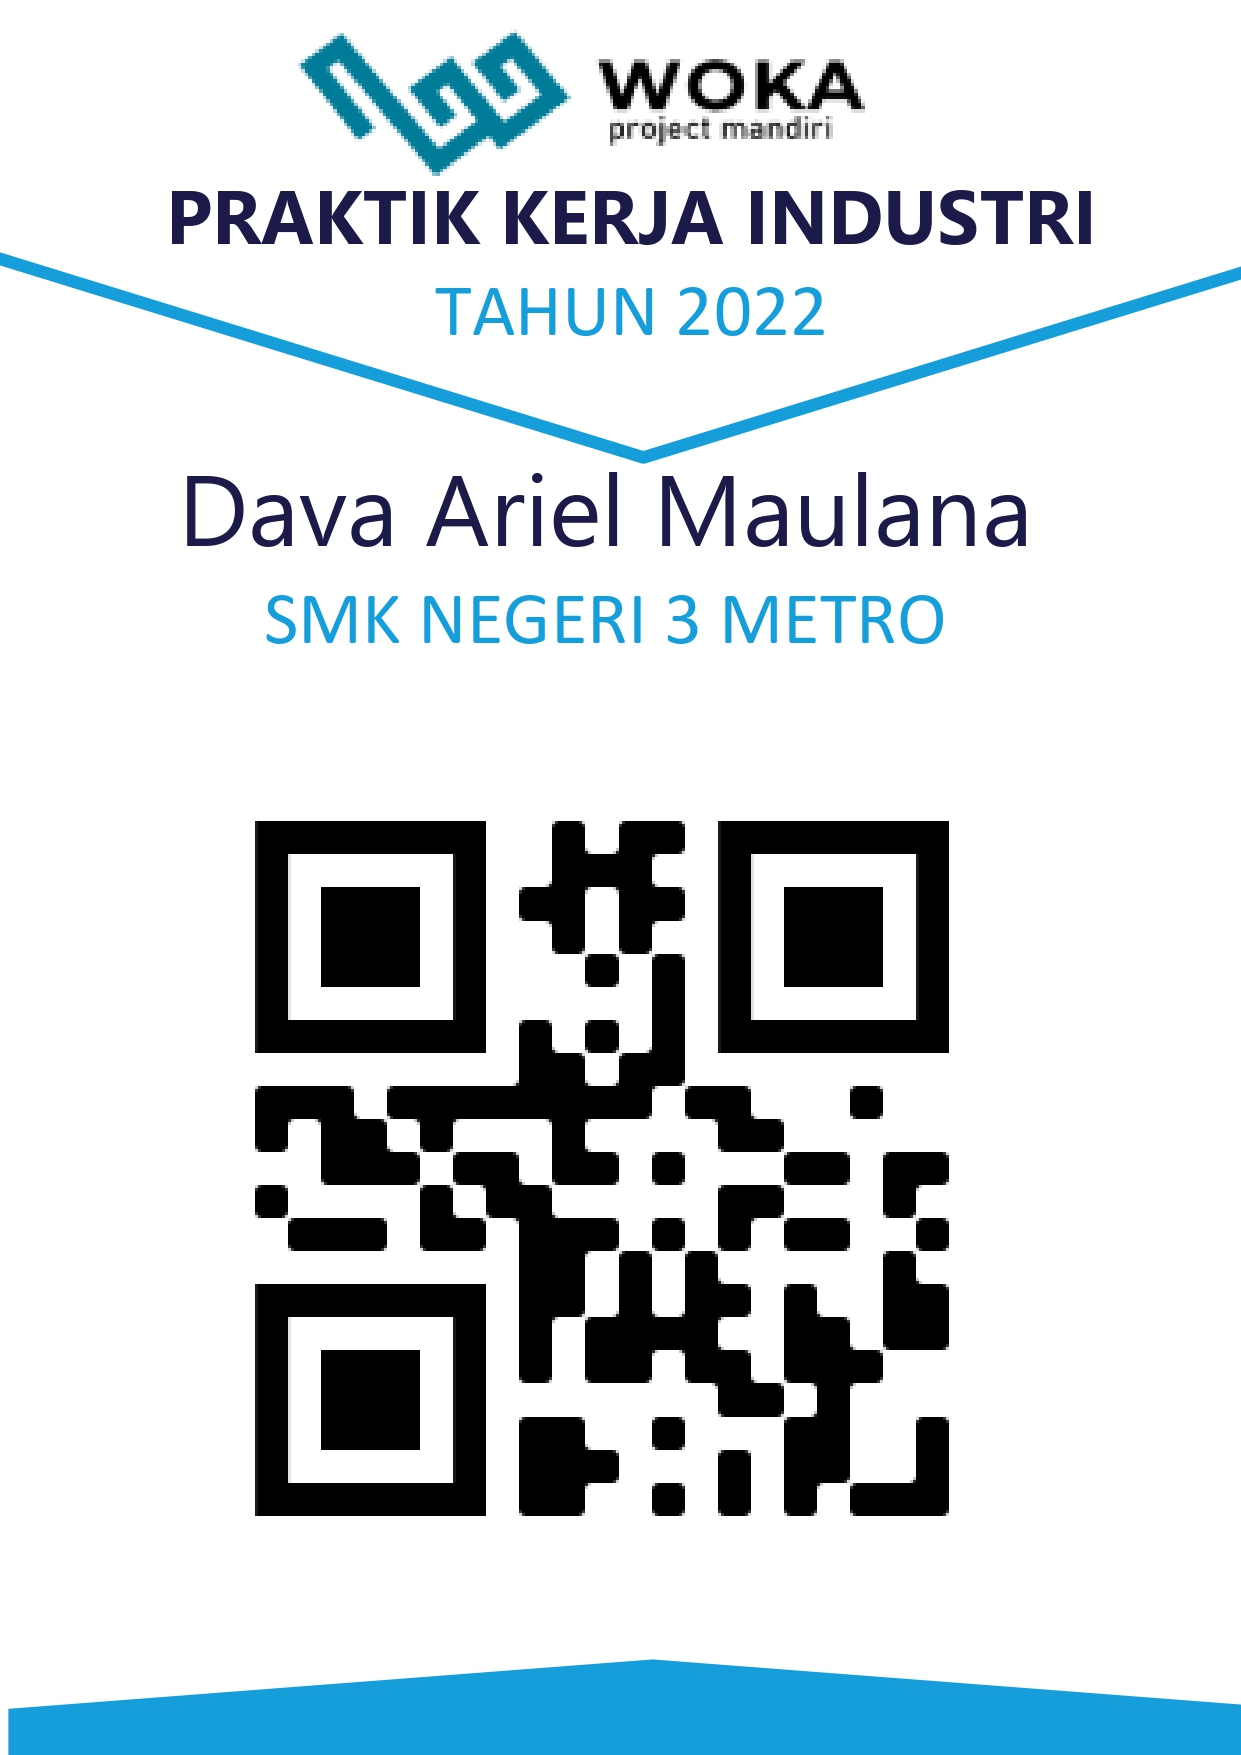 WOKA
project mandiri
PRAKTIK KERJA INDUSTRI
TAHUN 2022
Dava Ariel Maulana
SMK NEGERI 3 METRO